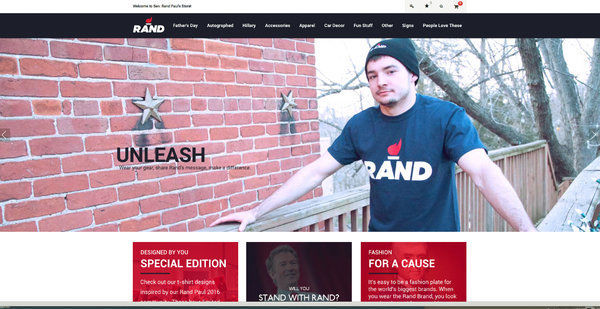 Welcome to Sen. Rand Paul's Store!
RAND
Father's Day Autographed Hillary Accessories Apparel Car Decor Fun Stuff Other Signs People Love These
RAND
UNLEASH
Wear your gear, share Rand's message, make a difference.
DESIGNED BY YOU
SPECIAL EDITION
Check out our t-shirt designs
inspired by our Rand Paul 2016
WILL YOU
STAND WITH RAND?
FASHION
FOR A CAUSE
It's easy to be a fashion plate for
the world's biggest brands. When
you wear the Rand Brand, you look